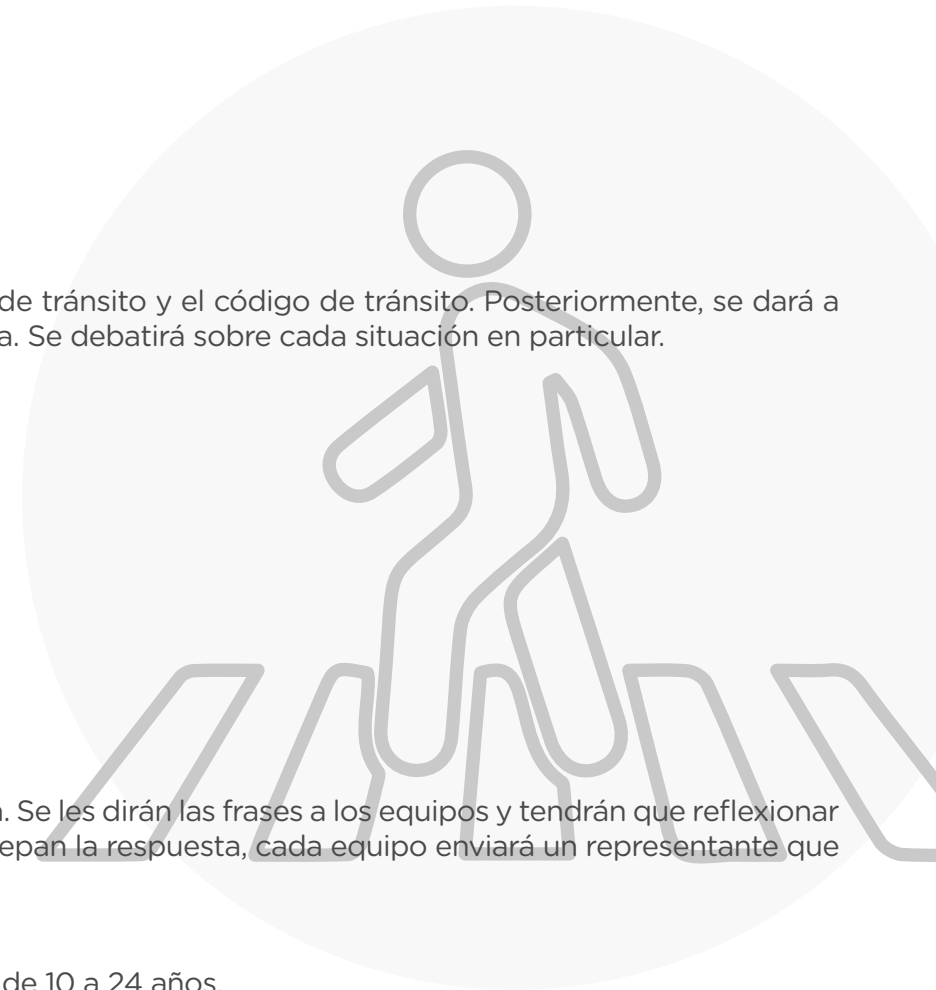 de tránsito y el código de tránsito. Posteriormente, se dará a
a. Se debatirá sobre cada situación en particular.
. Se les dirán las frases a los equipos y tendrán que reflexionar
epan la respuesta, cada equipo enviará un representante que
de 10 a 24 años.